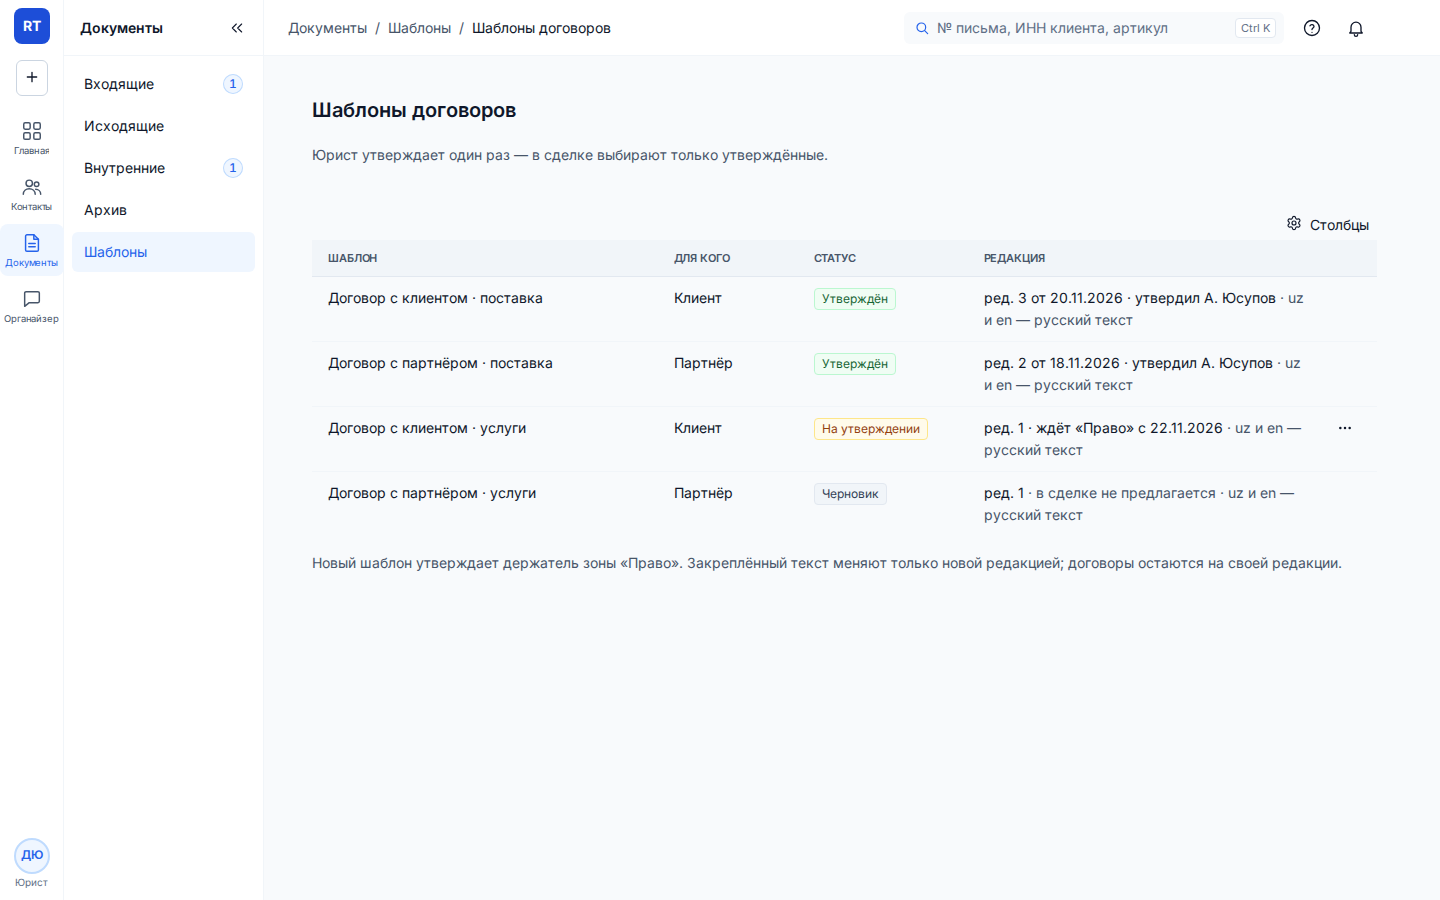 RT
Документы
Документы / Шаблоны / Шаблоны договоров
№ письма, ИНН клиента, артикул
Ctrl K
Главная
Контакты
Документы
Органайзер
Входящие 1
Исходящие
Внутренние 1
Архив
Шаблоны
Шаблоны договоров
Юрист утверждает один раз — в сделке выбирают только утверждённые.
Столбцы
ШАБЛОН ДЛЯ КОГО СТАТУС РЕДАКЦИЯ
Договор с клиентом · поставка Клиент Утверждён ред. 3 от 20.11.2026 · утвердил А. Юсупов · uz
и en — русский текст
Договор с партнёром · поставка Партнёр Утверждён ред. 2 от 18.11.2026 · утвердил А. Юсупов · uz
и en — русский текст
Договор с клиентом · услуги Клиент На утверждении ред. 1 · ждёт «Право» с 22.11.2026 · uz и en —
русский текст
Договор с партнёром · услуги Партнёр Черновик ред. 1 · в сделке не предлагается · uz и en —
русский текст
Новый шаблон утверждает держатель зоны «Право». Закреплённый текст меняют только новой редакцией; договоры остаются на своей редакции.
ДЮ
Юрист